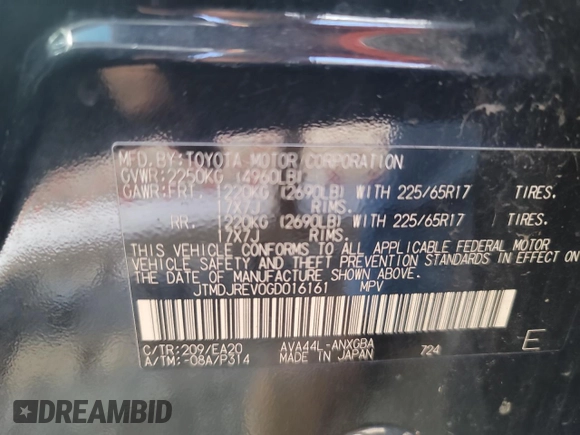 MFD. BY: TOYOTA MOTOR CORPORATION
GVWR: 2250KG (4960LB)
GAWR: FRT. 1220KG (2690LB) WITH 225/65R17 TIRES.
17X7J RIMS.
RR. 1220KG (2690LB) WITH 225/65R17 TIRES.
17X7J RIMS.
THIS VEHICLE CONFORMS TO ALL APPLICABLE FEDERAL MOTOR
VEHICLE SAFETY AND THEFT PREVENTION STANDARDS IN EFFECT ON
THE DATE OF MANUFACTURE SHOWN ABOVE.
JTMDJREV0GD016161 MPV
C/TR: 209/EA20 AVA44L-ANXGBA 724
A/TM: -08A/P314 MADE IN JAPAN E
DREAMBID